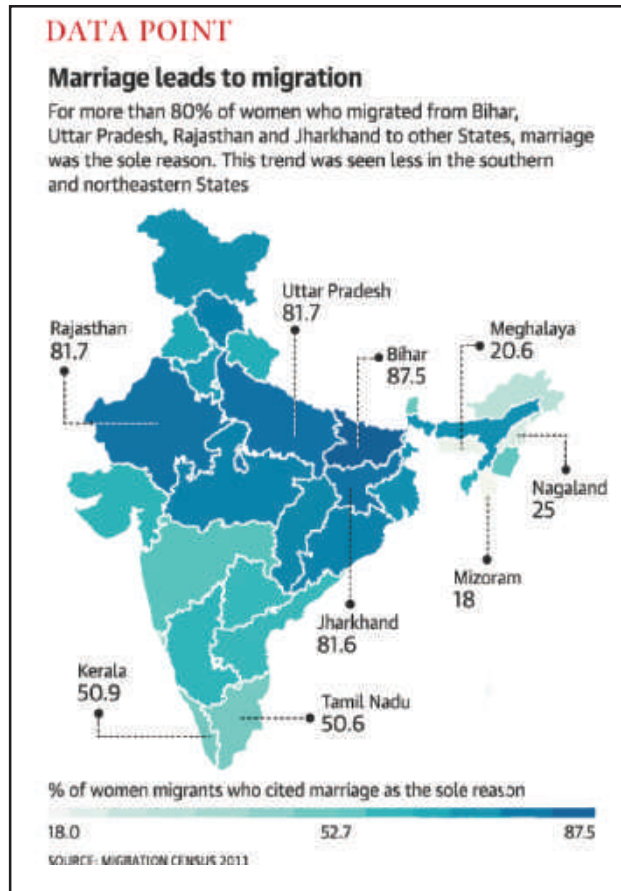 DATA POINT
Marriage leads to migration
For more than 80% of women who migrated from Bihar,
Uttar Pradesh, Rajasthan and Jharkhand to other States, marriage
was the sole reason. This trend was seen less in the southern
and northeastern States
Uttar Pradesh
81.7
Rajasthan
81.7
Bihar
87.5
Meghalaya
20.6
Nagaland
25
Mizoram
18
Jharkhand
81.6
Kerala
50.9
Tamil Nadu
50.6
% of women migrants who cited marriage as the sole reason
18.0 52.7 87.5
SOURCE: MIGRATION CENSUS 2011